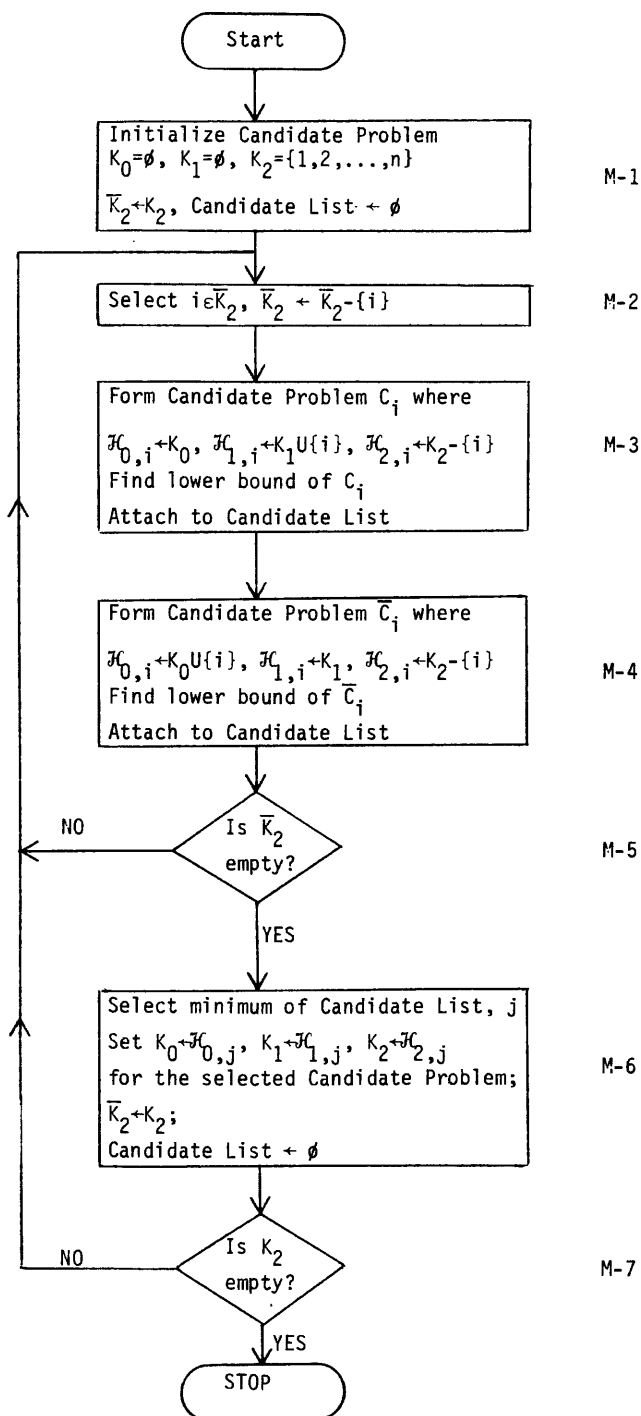 Start
Initialize Candidate Problem
K₀=ø, K₁=ø, K₂={1,2,...,n}
K̅₂←K₂, Candidate List ← ø
M-1
Select iεK̅₂, K̅₂ ← K̅₂-{i}
M-2
Form Candidate Problem Cᵢ where
ℋ₀,ᵢ←K₀, ℋ₁,ᵢ←K₁U{i}, ℋ₂,ᵢ←K₂-{i}
Find lower bound of Cᵢ
Attach to Candidate List
M-3
Form Candidate Problem C̅ᵢ where
ℋ₀,ᵢ←K₀U{i}, ℋ₁,ᵢ←K₁, ℋ₂,ᵢ←K₂-{i}
Find lower bound of C̅ᵢ
Attach to Candidate List
M-4
NO
Is K̅₂
empty?
M-5
YES
Select minimum of Candidate List, j
Set K₀←ℋ₀,ⱼ, K₁←ℋ₁,ⱼ, K₂←ℋ₂,ⱼ
for the selected Candidate Problem;
K̅₂←K₂;
Candidate List ← ø
M-6
NO
Is K₂
empty?
M-7
YES
STOP